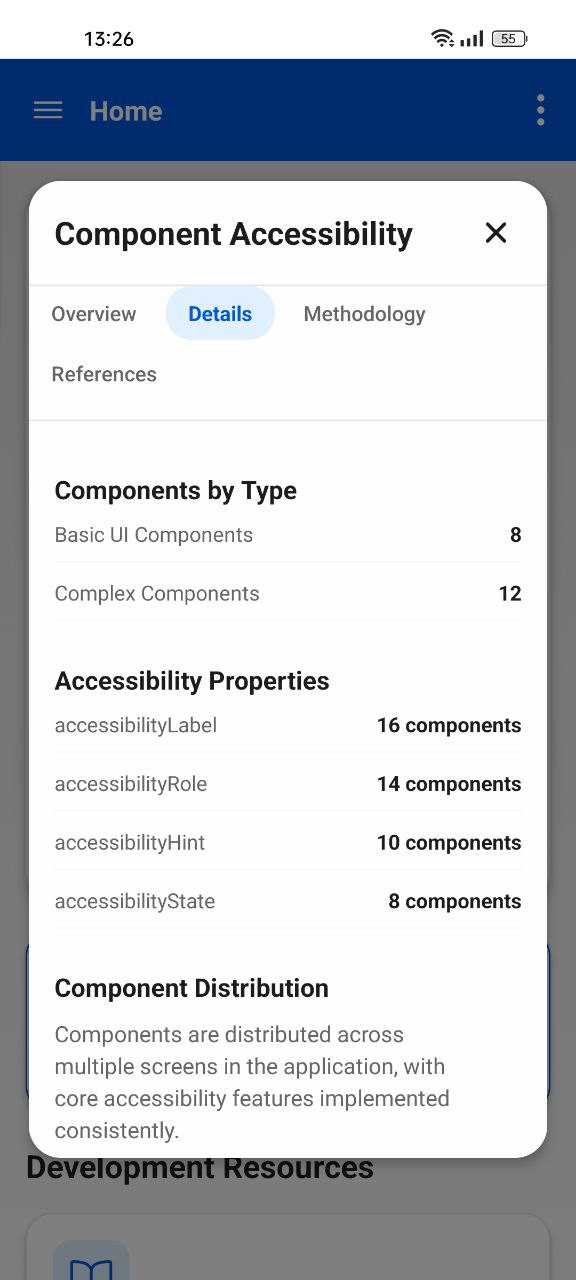 13:26
55
Home
Component Accessibility
Overview
Details
Methodology
References
Components by Type
Basic UI Components 8
Complex Components 12
Accessibility Properties
accessibilityLabel 16 components
accessibilityRole 14 components
accessibilityHint 10 components
accessibilityState 8 components
Component Distribution
Components are distributed across
multiple screens in the application, with
core accessibility features implemented
consistently.
Development Resources